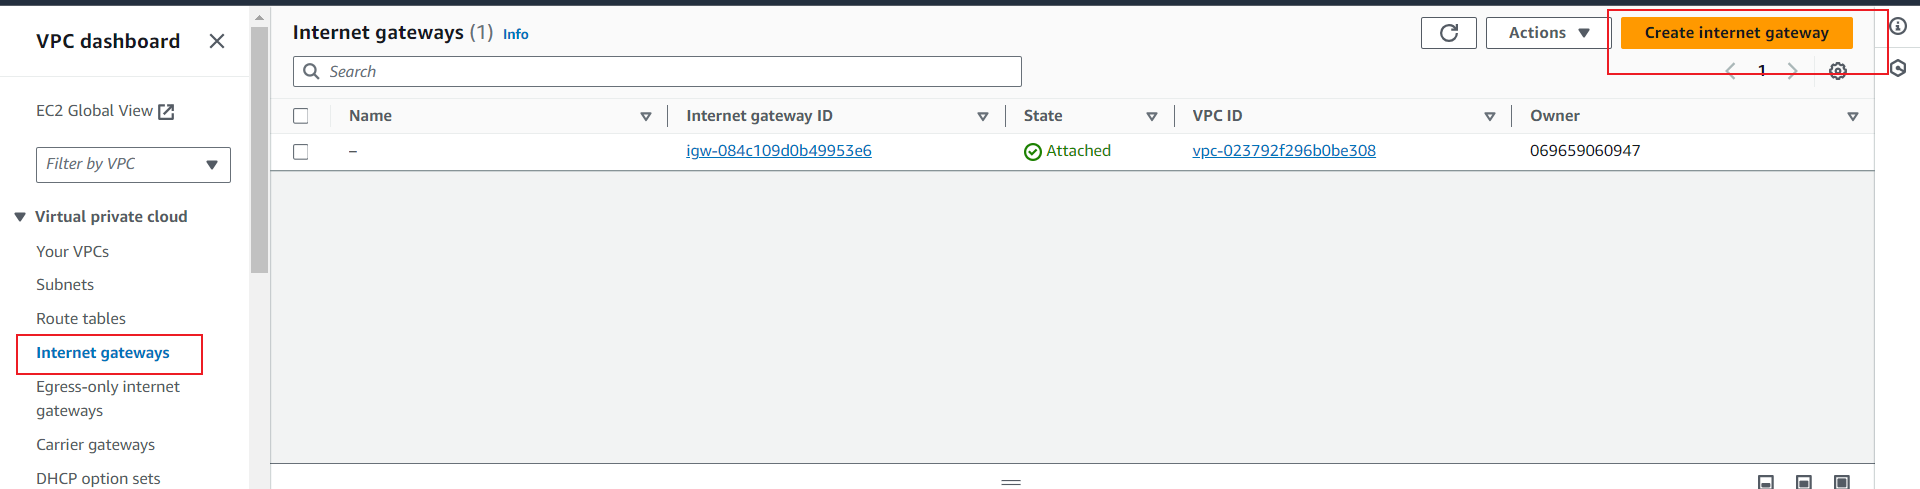 VPC dashboard
EC2 Global View
Filter by VPC
Virtual private cloud
Your VPCs
Subnets
Route tables
Internet gateways
Egress-only internet
gateways
Carrier gateways
DHCP option sets
Internet gateways (1) Info
Actions
Create internet gateway
Search
1
Name Internet gateway ID State VPC ID Owner
– igw-084c109d0b49953e6 Attached vpc-023792f296b0be308 069659060947